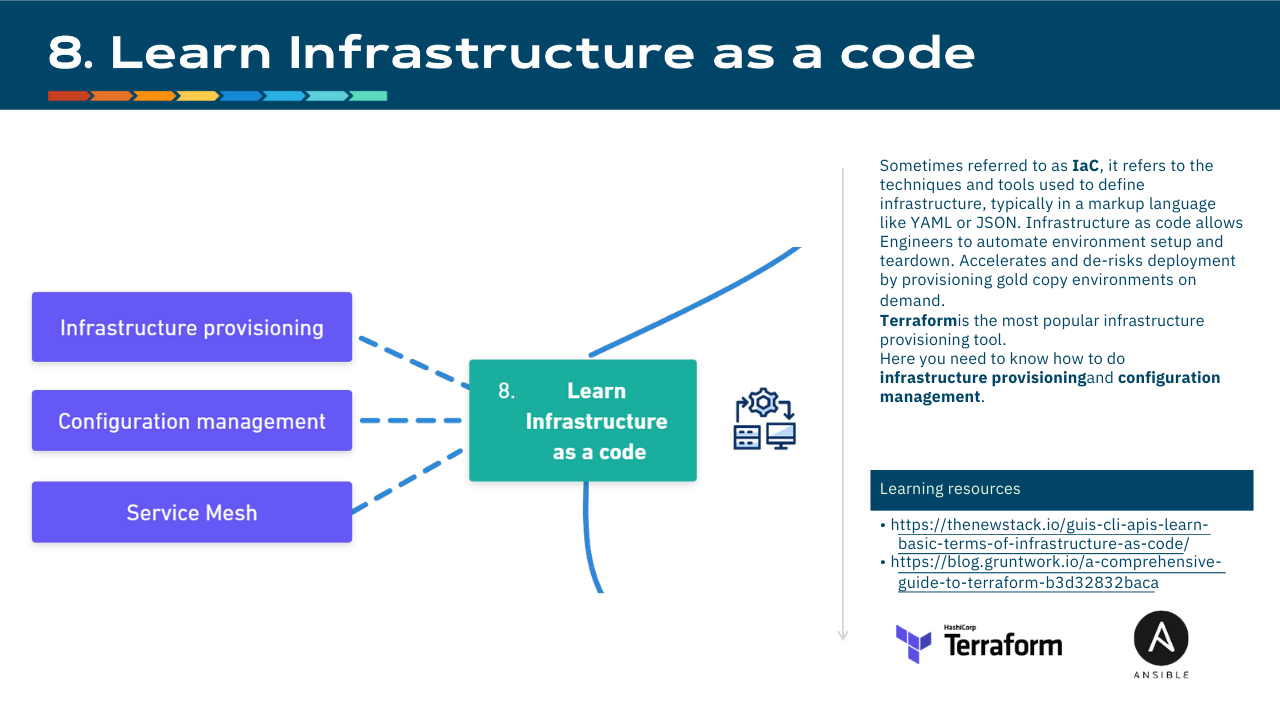 8. Learn Infrastructure as a code
Infrastructure provisioning
Configuration management
Service Mesh
8. Learn
Infrastructure
as a code
Sometimes referred to as IaC, it refers to the
techniques and tools used to define
infrastructure, typically in a markup language
like YAML or JSON. Infrastructure as code allows
Engineers to automate environment setup and
teardown. Accelerates and de-risks deployment
by provisioning gold copy environments on
demand.
Terraformis the most popular infrastructure
provisioning tool.
Here you need to know how to do
infrastructure provisioningand configuration
management.
Learning resources
• https://thenewstack.io/guis-cli-apis-learn-
basic-terms-of-infrastructure-as-code/
• https://blog.gruntwork.io/a-comprehensive-
guide-to-terraform-b3d32832baca
HashiCorp
Terraform
ANSIBLE